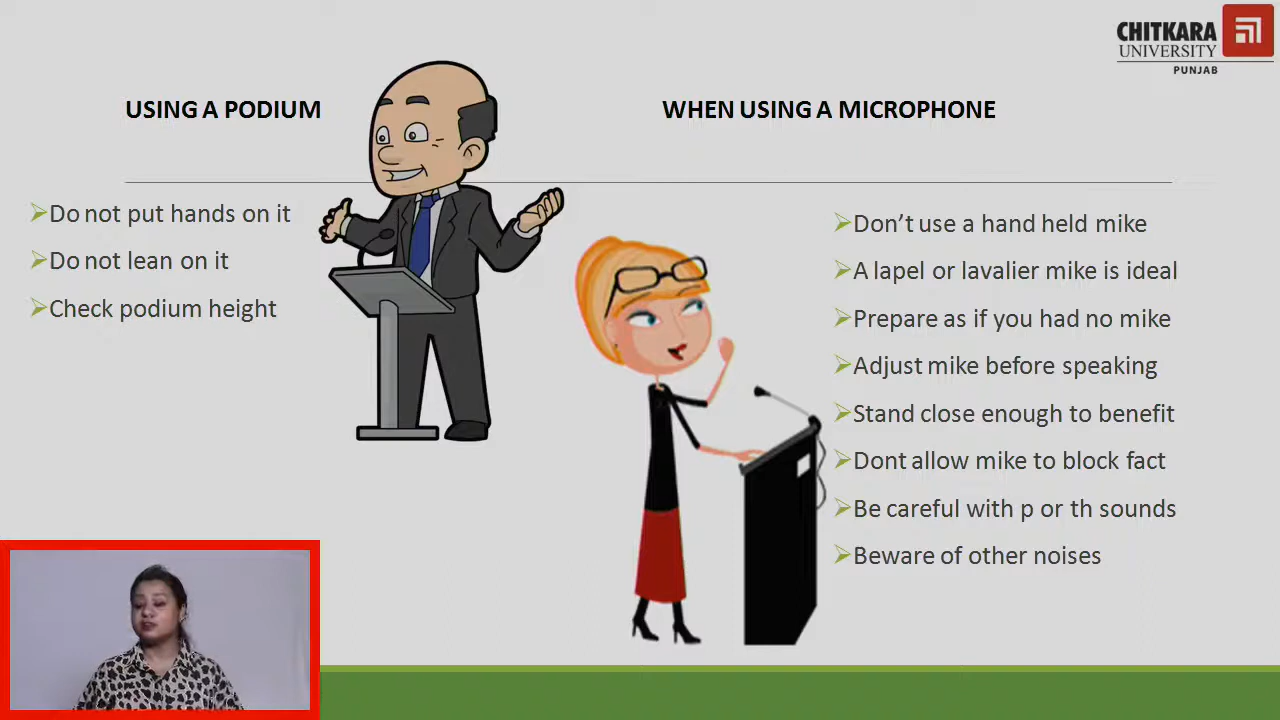 CHITKARA
UNIVERSITY
PUNJAB
USING A PODIUM
Do not put hands on it
Do not lean on it
Check podium height
WHEN USING A MICROPHONE
Don’t use a hand held mike
A lapel or lavalier mike is ideal
Prepare as if you had no mike
Adjust mike before speaking
Stand close enough to benefit
Dont allow mike to block fact
Be careful with p or th sounds
Beware of other noises